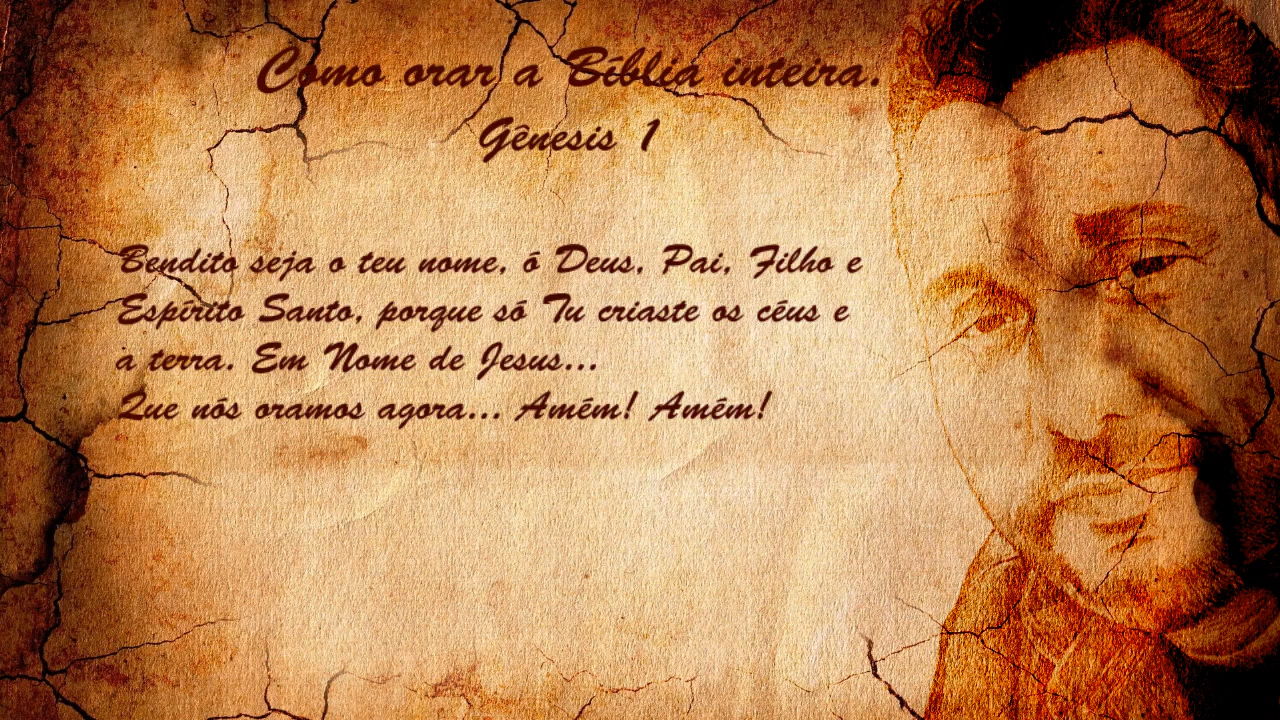 Como orar a Bíblia inteira.
Gênesis 1
Bendito seja o teu nome, ó Deus, Pai, Filho e
Espírito Santo, porque só Tu criaste os céus e
a terra. Em Nome de Jesus...
Que nós oramos agora... Amém! Amém!